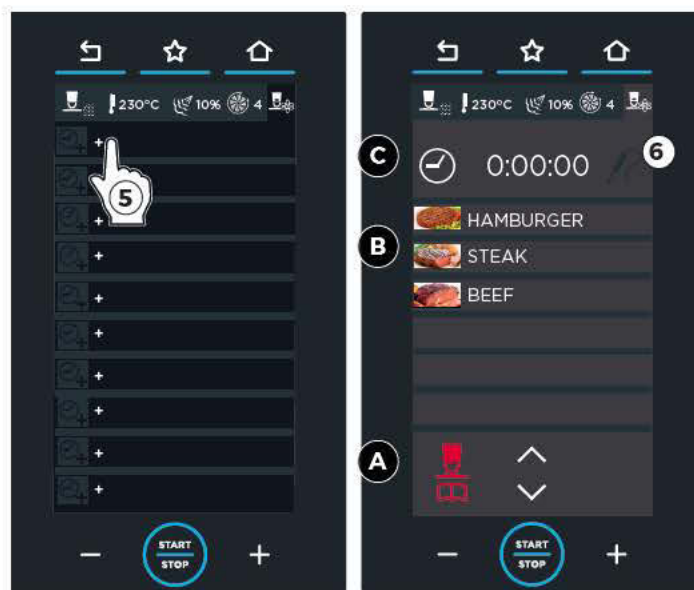 230°C 10% 4
+
5
+
+
+
+
+
+
+
+
START
STOP
− +
230°C 10% 4
C 0:00:00 6
HAMBURGER
B STEAK
BEEF
A
START
STOP
− +